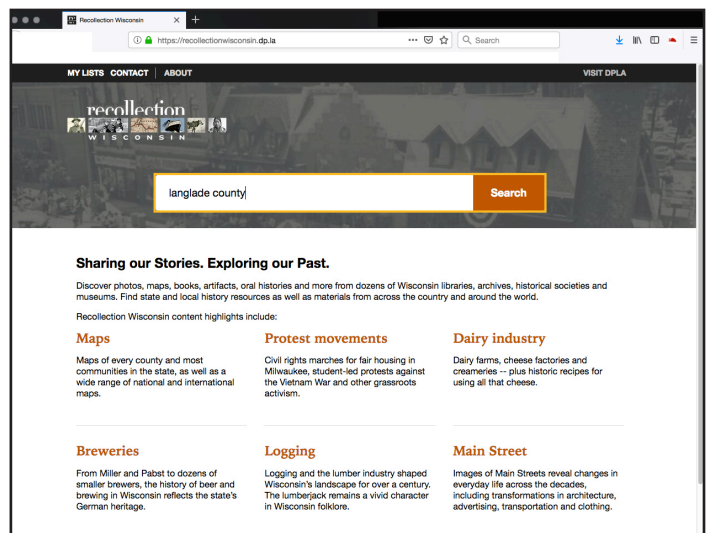 Recollection Wisconsin
https://recollectionwisconsin.dp.la
Search
MY LISTS CONTACT ABOUT VISIT DPLA
recollection
WISCONSIN
langlade county Search
Sharing our Stories. Exploring our Past.
Discover photos, maps, books, artifacts, oral histories and more from dozens of Wisconsin libraries, archives, historical societies and
museums. Find state and local history resources as well as materials from across the country and around the world.
Recollection Wisconsin content highlights include:
Maps
Maps of every county and most
communities in the state, as well as a
wide range of national and international
maps.
Protest movements
Civil rights marches for fair housing in
Milwaukee, student-led protests against
the Vietnam War and other grassroots
activism.
Dairy industry
Dairy farms, cheese factories and
creameries -- plus historic recipes for
using all that cheese.
Breweries
From Miller and Pabst to dozens of
smaller brewers, the history of beer and
brewing in Wisconsin reflects the state's
German heritage.
Logging
Logging and the lumber industry shaped
Wisconsin's landscape for over a century.
The lumberjack remains a vivid character
in Wisconsin folklore.
Main Street
Images of Main Streets reveal changes in
everyday life across the decades,
including transformations in architecture,
advertising, transportation and clothing.